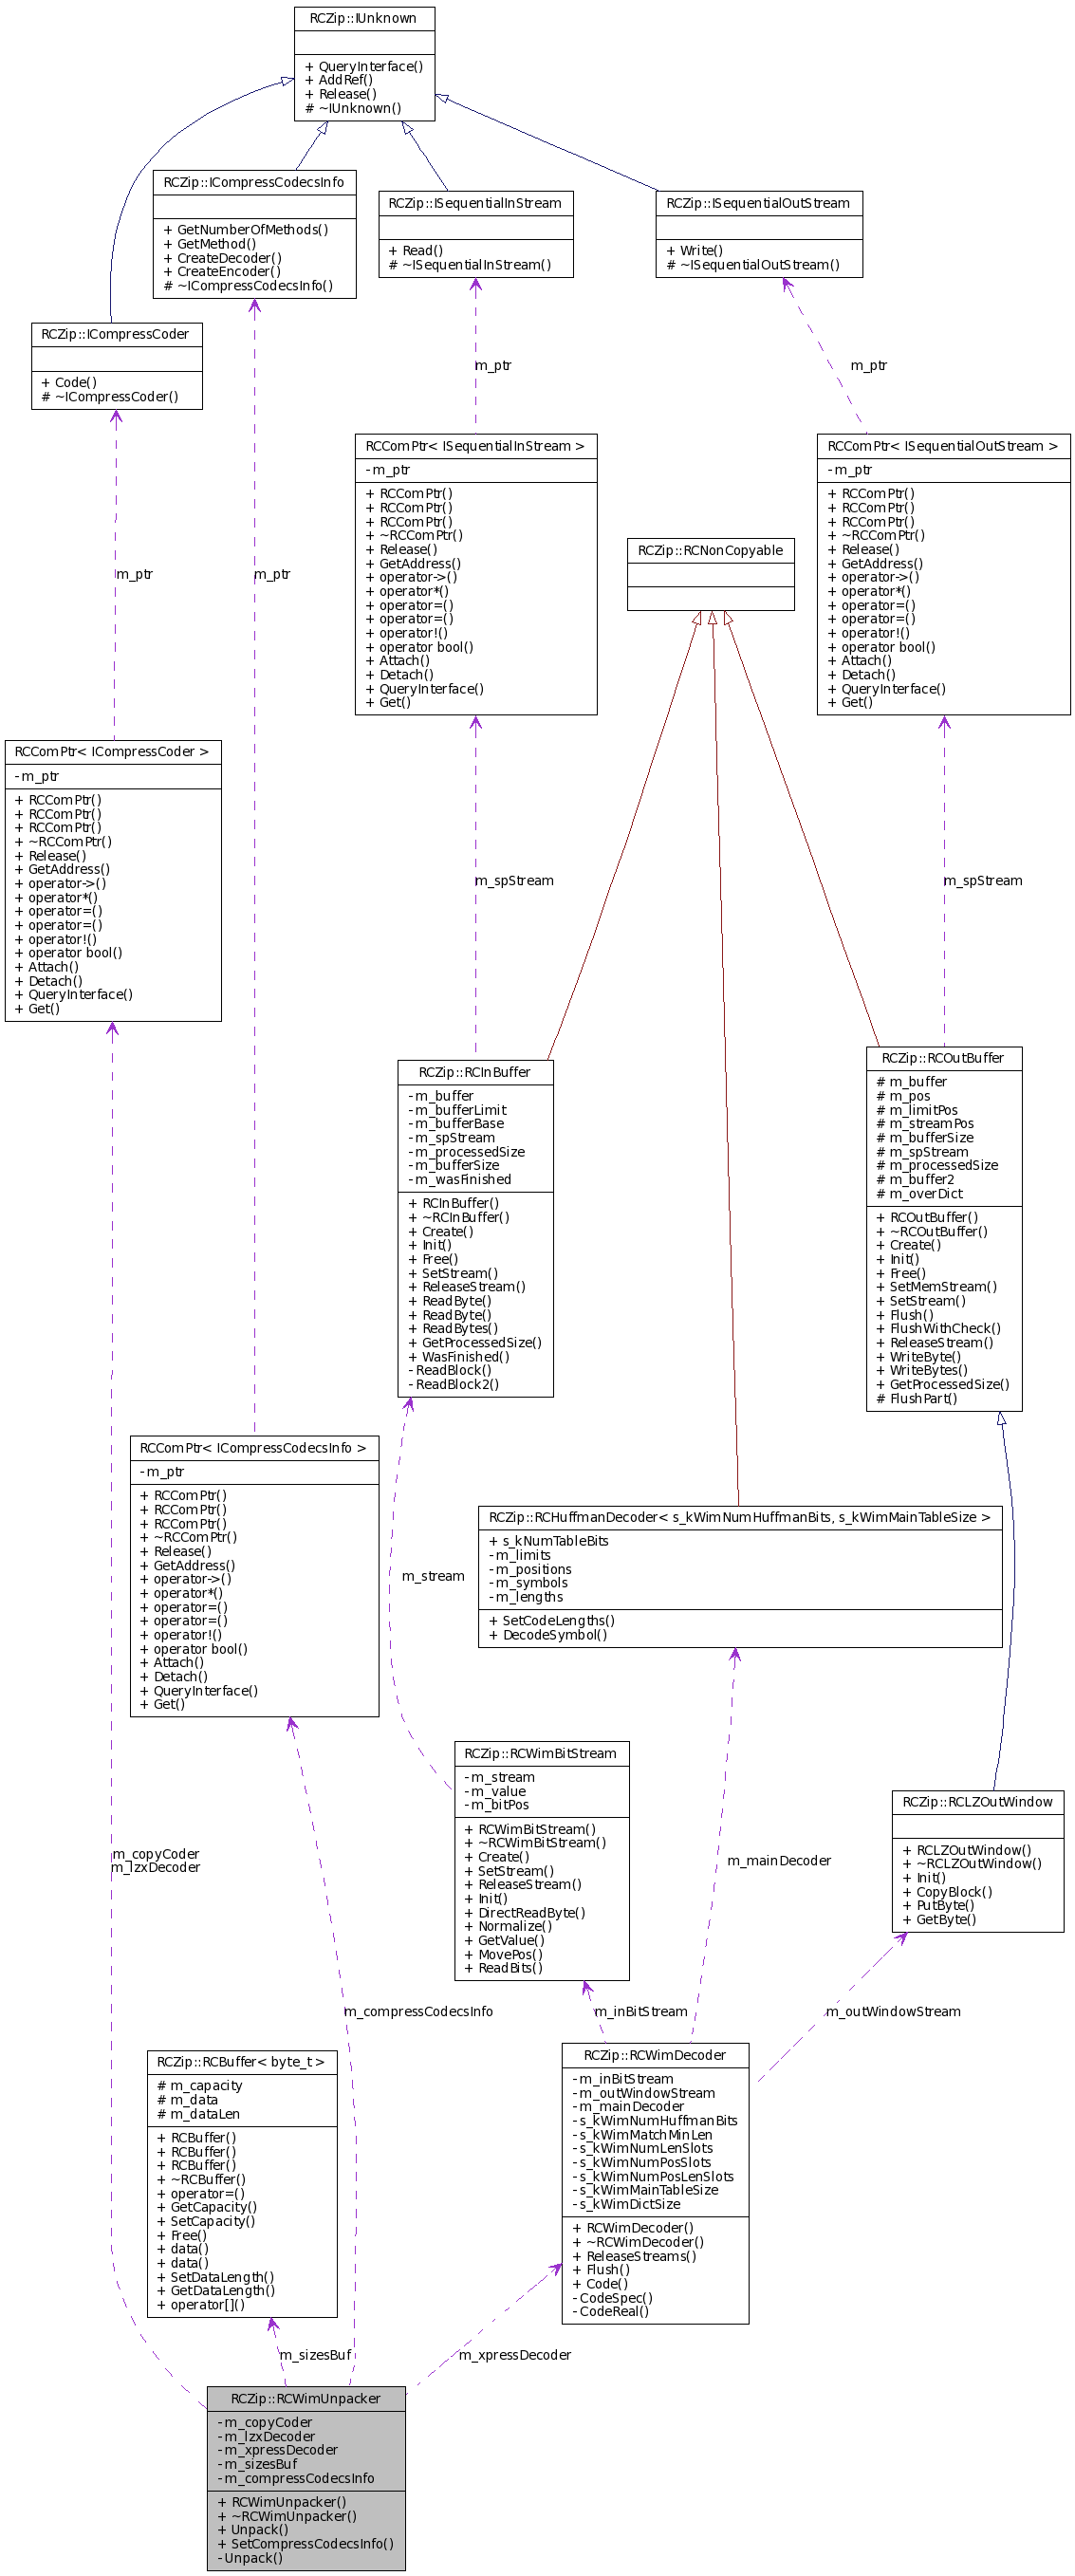 RCZip::IUnknown
+ QueryInterface()
+ AddRef()
+ Release()
# ~IUnknown()
RCZip::ICompressCodecsInfo
+ GetNumberOfMethods()
+ GetMethod()
+ CreateDecoder()
+ CreateEncoder()
# ~ICompressCodecsInfo()
RCZip::ISequentialInStream
+ Read()
# ~ISequentialInStream()
RCZip::ISequentialOutStream
+ Write()
# ~ISequentialOutStream()
RCZip::ICompressCoder
+ Code()
# ~ICompressCoder()
m_ptr
m_ptr
RCComPtr< ISequentialInStream >
- m_ptr
+ RCComPtr()
+ RCComPtr()
+ RCComPtr()
+ ~RCComPtr()
+ Release()
+ GetAddress()
+ operator->()
+ operator*()
+ operator=()
+ operator=()
+ operator!()
+ operator bool()
+ Attach()
+ Detach()
+ QueryInterface()
+ Get()
RCComPtr< ISequentialOutStream >
- m_ptr
+ RCComPtr()
+ RCComPtr()
+ RCComPtr()
+ ~RCComPtr()
+ Release()
+ GetAddress()
+ operator->()
+ operator*()
+ operator=()
+ operator=()
+ operator!()
+ operator bool()
+ Attach()
+ Detach()
+ QueryInterface()
+ Get()
RCZip::RCNonCopyable
m_ptr
m_ptr
RCComPtr< ICompressCoder >
- m_ptr
+ RCComPtr()
+ RCComPtr()
+ RCComPtr()
+ ~RCComPtr()
+ Release()
+ GetAddress()
+ operator->()
+ operator*()
+ operator=()
+ operator=()
+ operator!()
+ operator bool()
+ Attach()
+ Detach()
+ QueryInterface()
+ Get()
m_spStream
m_spStream
RCZip::RCInBuffer
- m_buffer
- m_bufferLimit
- m_bufferBase
- m_spStream
- m_processedSize
- m_bufferSize
- m_wasFinished
+ RCInBuffer()
+ ~RCInBuffer()
+ Create()
+ Init()
+ Free()
+ SetStream()
+ ReleaseStream()
+ ReadByte()
+ ReadByte()
+ ReadBytes()
+ GetProcessedSize()
+ WasFinished()
- ReadBlock()
- ReadBlock2()
RCZip::RCOutBuffer
# m_buffer
# m_pos
# m_limitPos
# m_streamPos
# m_bufferSize
# m_spStream
# m_processedSize
# m_buffer2
# m_overDict
+ RCOutBuffer()
+ ~RCOutBuffer()
+ Create()
+ Init()
+ Free()
+ SetMemStream()
+ SetStream()
+ Flush()
+ FlushWithCheck()
+ ReleaseStream()
+ WriteByte()
+ WriteBytes()
+ GetProcessedSize()
# FlushPart()
RCComPtr< ICompressCodecsInfo >
- m_ptr
+ RCComPtr()
+ RCComPtr()
+ RCComPtr()
+ ~RCComPtr()
+ Release()
+ GetAddress()
+ operator->()
+ operator*()
+ operator=()
+ operator=()
+ operator!()
+ operator bool()
+ Attach()
+ Detach()
+ QueryInterface()
+ Get()
m_stream
RCZip::RCHuffmanDecoder< s_kWimNumHuffmanBits, s_kWimMainTableSize >
+ s_kNumTableBits
- m_limits
- m_positions
- m_symbols
- m_lengths
+ SetCodeLengths()
+ DecodeSymbol()
RCZip::RCWimBitStream
- m_stream
- m_value
- m_bitPos
+ RCWimBitStream()
+ ~RCWimBitStream()
+ Create()
+ SetStream()
+ ReleaseStream()
+ Init()
+ DirectReadByte()
+ Normalize()
+ GetValue()
+ MovePos()
+ ReadBits()
RCZip::RCLZOutWindow
+ RCLZOutWindow()
+ ~RCLZOutWindow()
+ Init()
+ CopyBlock()
+ PutByte()
+ GetByte()
m_copyCoder
m_lzxDecoder
m_mainDecoder
m_compressCodecsInfo
m_inBitStream
m_outWindowStream
RCZip::RCBuffer< byte_t >
# m_capacity
# m_data
# m_dataLen
+ RCBuffer()
+ RCBuffer()
+ RCBuffer()
+ ~RCBuffer()
+ operator=()
+ GetCapacity()
+ SetCapacity()
+ Free()
+ data()
+ data()
+ SetDataLength()
+ GetDataLength()
+ operator[]()
RCZip::RCWimDecoder
- m_inBitStream
- m_outWindowStream
- m_mainDecoder
- s_kWimNumHuffmanBits
- s_kWimMatchMinLen
- s_kWimNumLenSlots
- s_kWimNumPosSlots
- s_kWimNumPosLenSlots
- s_kWimMainTableSize
- s_kWimDictSize
+ RCWimDecoder()
+ ~RCWimDecoder()
+ ReleaseStreams()
+ Flush()
+ Code()
- CodeSpec()
- CodeReal()
m_sizesBuf
m_xpressDecoder
RCZip::RCWimUnpacker
- m_copyCoder
- m_lzxDecoder
- m_xpressDecoder
- m_sizesBuf
- m_compressCodecsInfo
+ RCWimUnpacker()
+ ~RCWimUnpacker()
+ Unpack()
+ SetCompressCodecsInfo()
- Unpack()